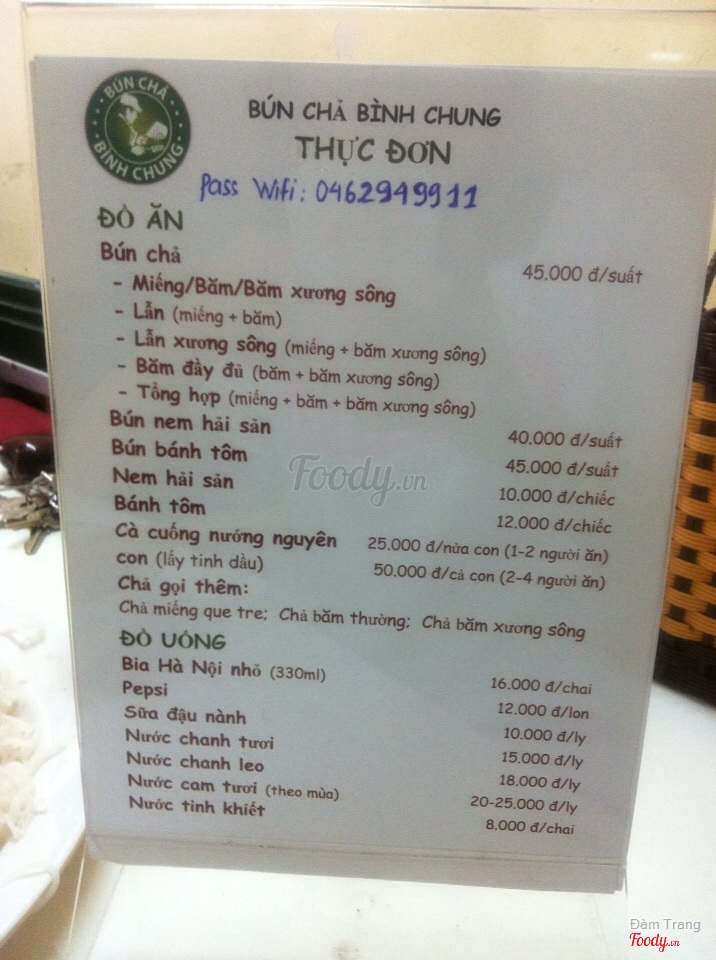 BÚN CHẢ
BÌNH CHUNG
BÚN CHẢ BÌNH CHUNG
THỰC ĐƠN
Pass Wifi: 0462949911
ĐỒ ĂN
Bún chả 45.000 đ/suất
- Miếng/Băm/Băm xương sông
- Lẫn (miếng + băm)
- Lẫn xương sông (miếng + băm xương sông)
- Băm đầy đủ (băm + băm xương sông)
- Tổng hợp (miếng + băm + băm xương sông)
Bún nem hải sản 40.000 đ/suất
Bún bánh tôm 45.000 đ/suất
Nem hải sản 10.000 đ/chiếc
Bánh tôm 12.000 đ/chiếc
Cà cuống nướng nguyên 25.000 đ/nửa con (1-2 người ăn)
con (lấy tinh dầu) 50.000 đ/cả con (2-4 người ăn)
Chả gọi thêm:
Chả miếng que tre; Chả băm thường; Chả băm xương sông
ĐỒ UỐNG
Bia Hà Nội nhỏ (330ml) 16.000 đ/chai
Pepsi 12.000 đ/lon
Sữa đậu nành 10.000 đ/ly
Nước chanh tươi 15.000 đ/ly
Nước chanh leo 18.000 đ/ly
Nước cam tươi (theo mùa) 20-25.000 đ/ly
Nước tinh khiết 8.000 đ/chai
Foody.vn
Đàm Trang
Foody.vn